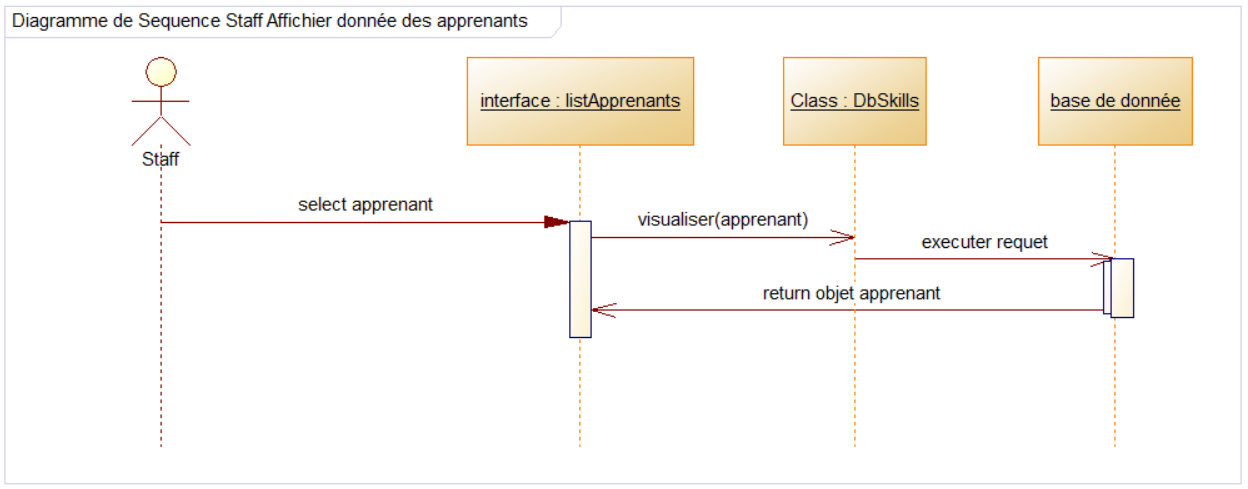 Diagramme de Sequence Staff Affichier donnée des apprenants
Staff
interface : listApprenants
Class : DbSkills
base de donnée
select apprenant
visualiser(apprenant)
executer requet
return objet apprenant